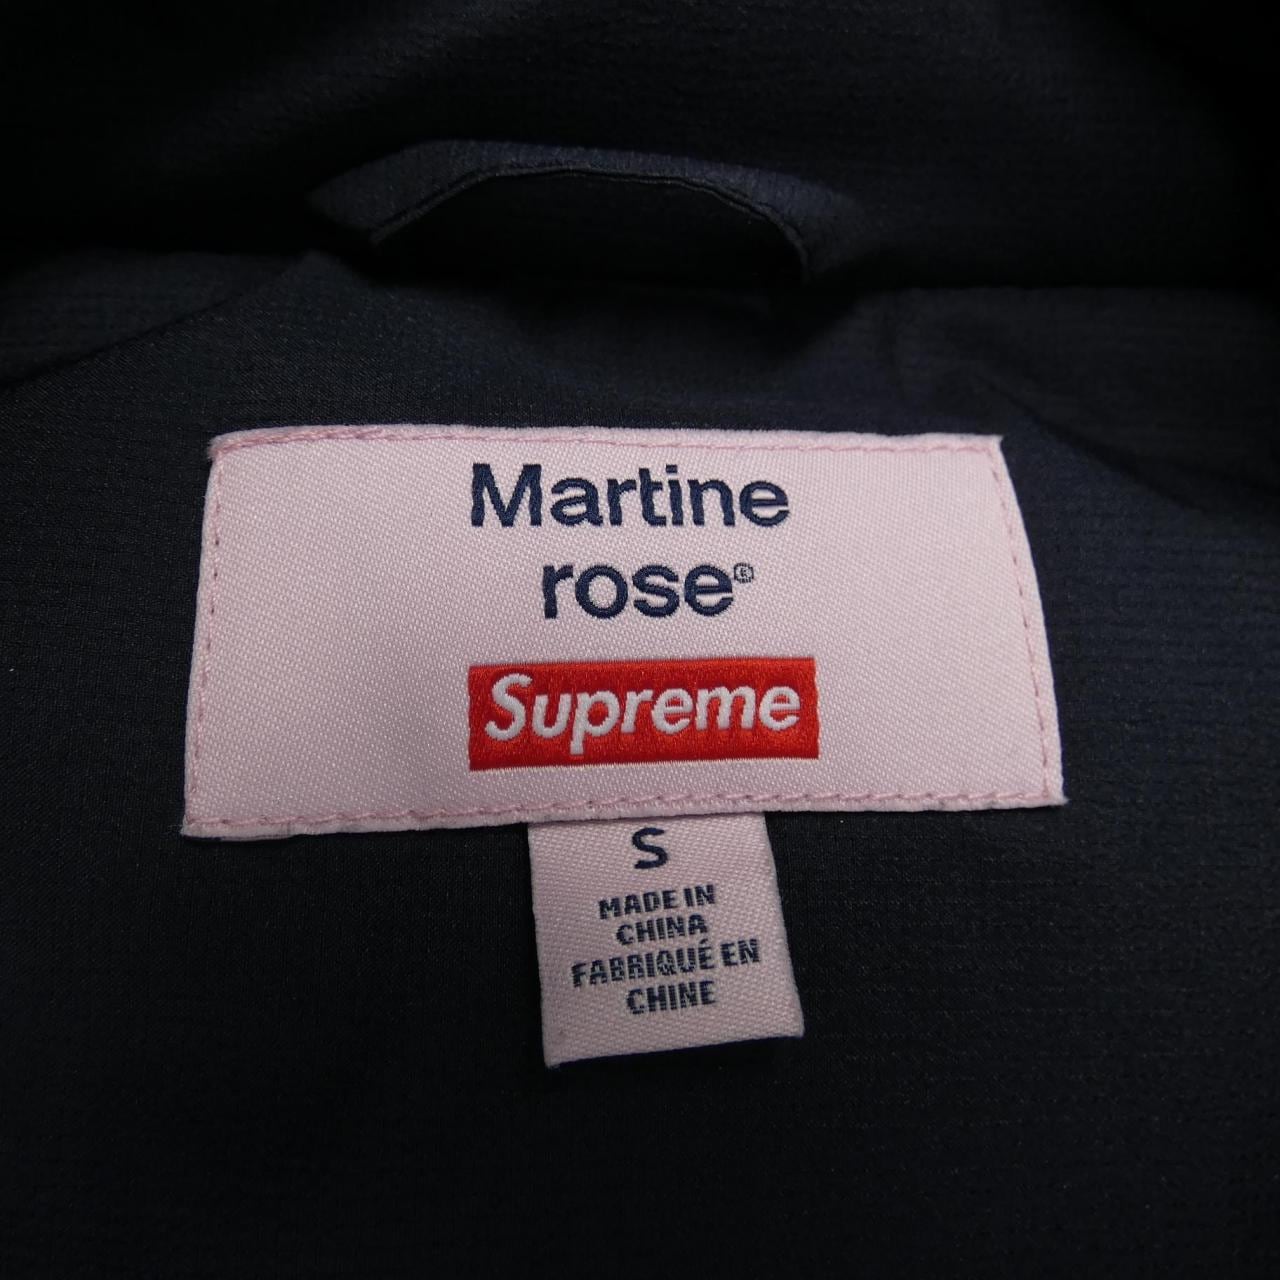 Martine
rose®
Supreme
S
MADE IN
CHINA
FABRIQUÉ EN
CHINE